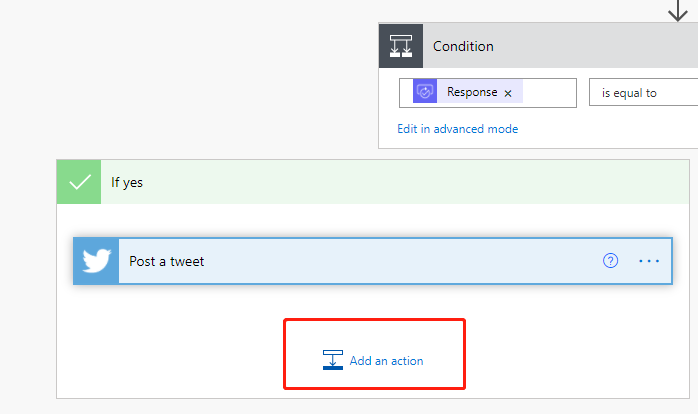 Condition
Response × is equal to
Edit in advanced mode
If yes
Post a tweet ? ...
Add an action